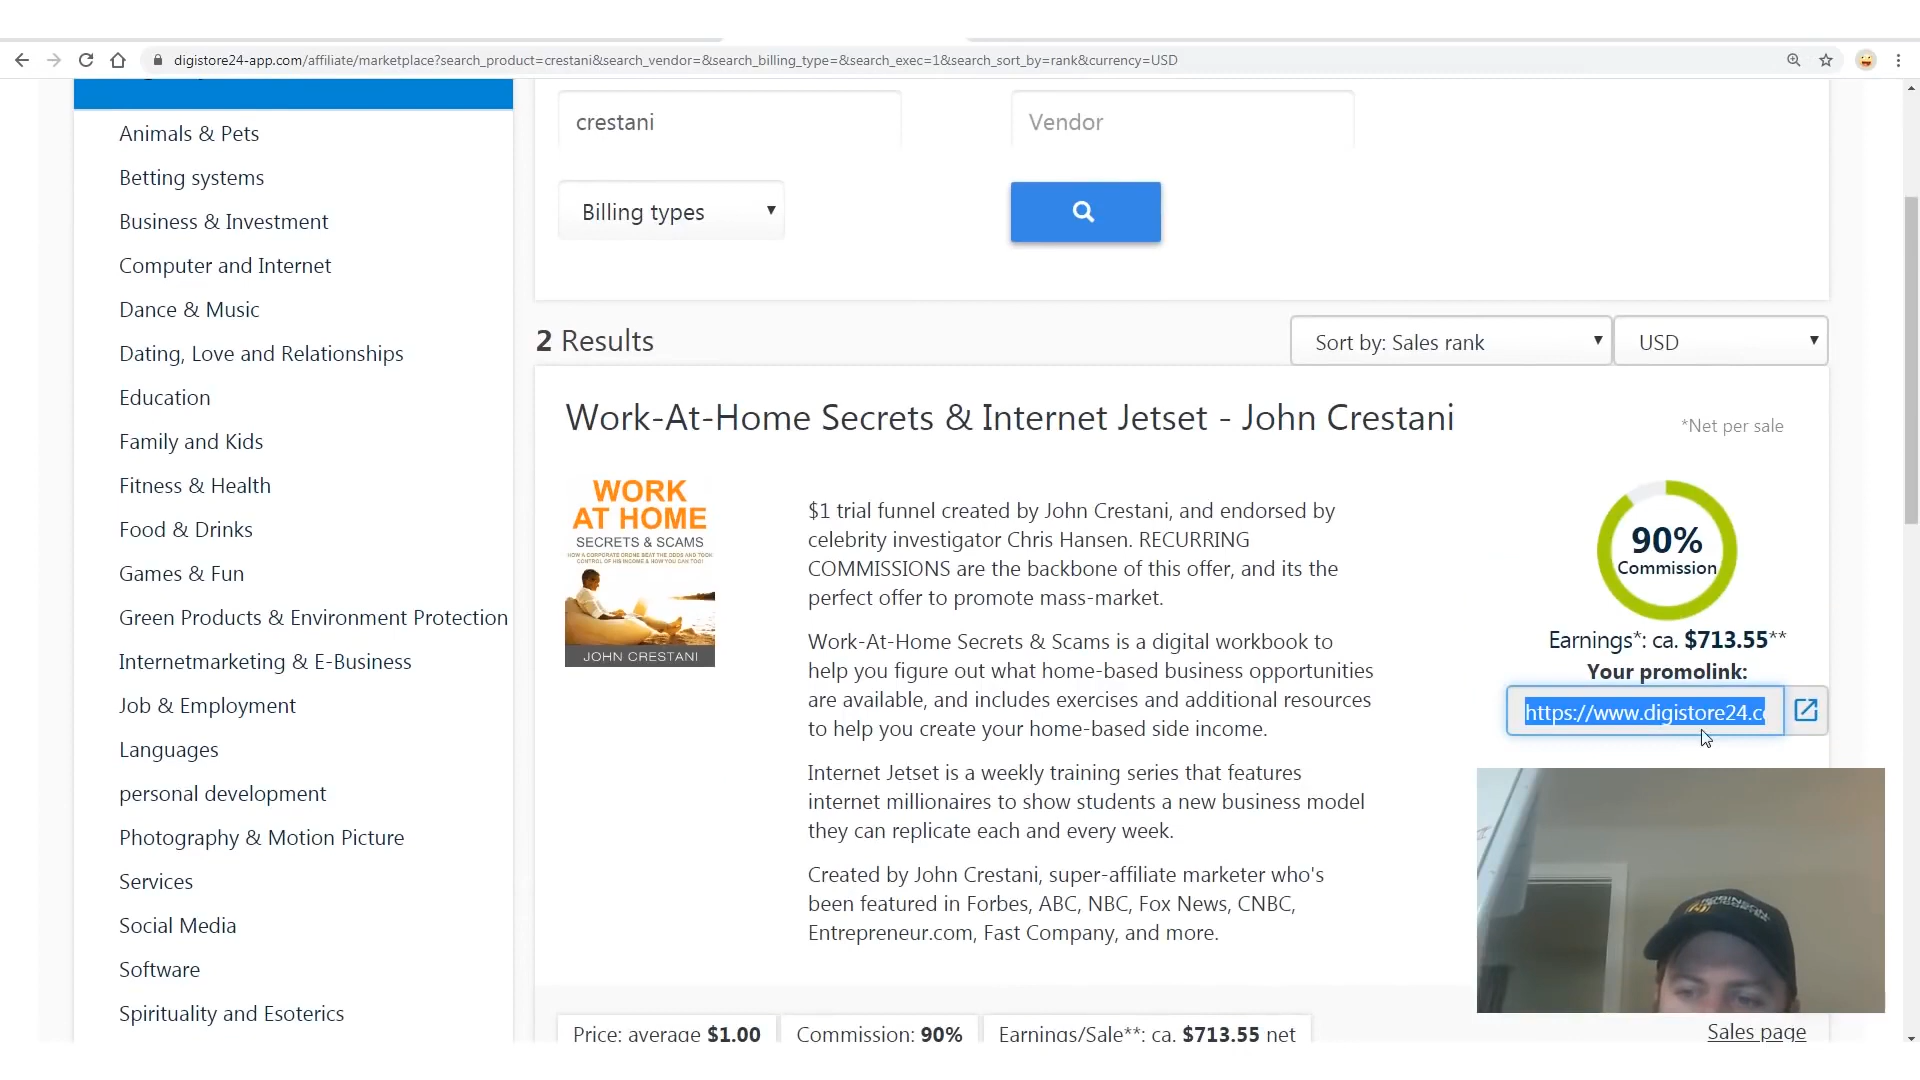 digistore24-app.com/affiliate/marketplace?search_product=crestani&search_vendor=&search_billing_type=&search_exec=1&search_sort_by=rank&currency=USD
Animals & Pets
Betting systems
Business & Investment
Computer and Internet
Dance & Music
Dating, Love and Relationships
Education
Family and Kids
Fitness & Health
Food & Drinks
Games & Fun
Green Products & Environment Protection
Internetmarketing & E-Business
Job & Employment
Languages
personal development
Photography & Motion Picture
Services
Social Media
Software
Spirituality and Esoterics
crestani
Vendor
Billing types
2 Results
Sort by: Sales rank
USD
Work-At-Home Secrets & Internet Jetset - John Crestani
*Net per sale
WORK
AT HOME
SECRETS & SCAMS
HOW A CORPORATE DRONE BEAT THE ODDS AND TOOK
CONTROL OF HIS INCOME & HOW YOU CAN TOO!
JOHN CRESTANI
$1 trial funnel created by John Crestani, and endorsed by
celebrity investigator Chris Hansen. RECURRING
COMMISSIONS are the backbone of this offer, and its the
perfect offer to promote mass-market.
Work-At-Home Secrets & Scams is a digital workbook to
help you figure out what home-based business opportunities
are available, and includes exercises and additional resources
to help you create your home-based side income.
Internet Jetset is a weekly training series that features
internet millionaires to show students a new business model
they can replicate each and every week.
Created by John Crestani, super-affiliate marketer who's
been featured in Forbes, ABC, NBC, Fox News, CNBC,
Entrepreneur.com, Fast Company, and more.
90%
Commission
Earnings*: ca. $713.55**
Your promolink:
https://www.digistore24.c
Price: average $1.00
Commission: 90%
Earnings/Sale**: ca. $713.55 net
Sales page